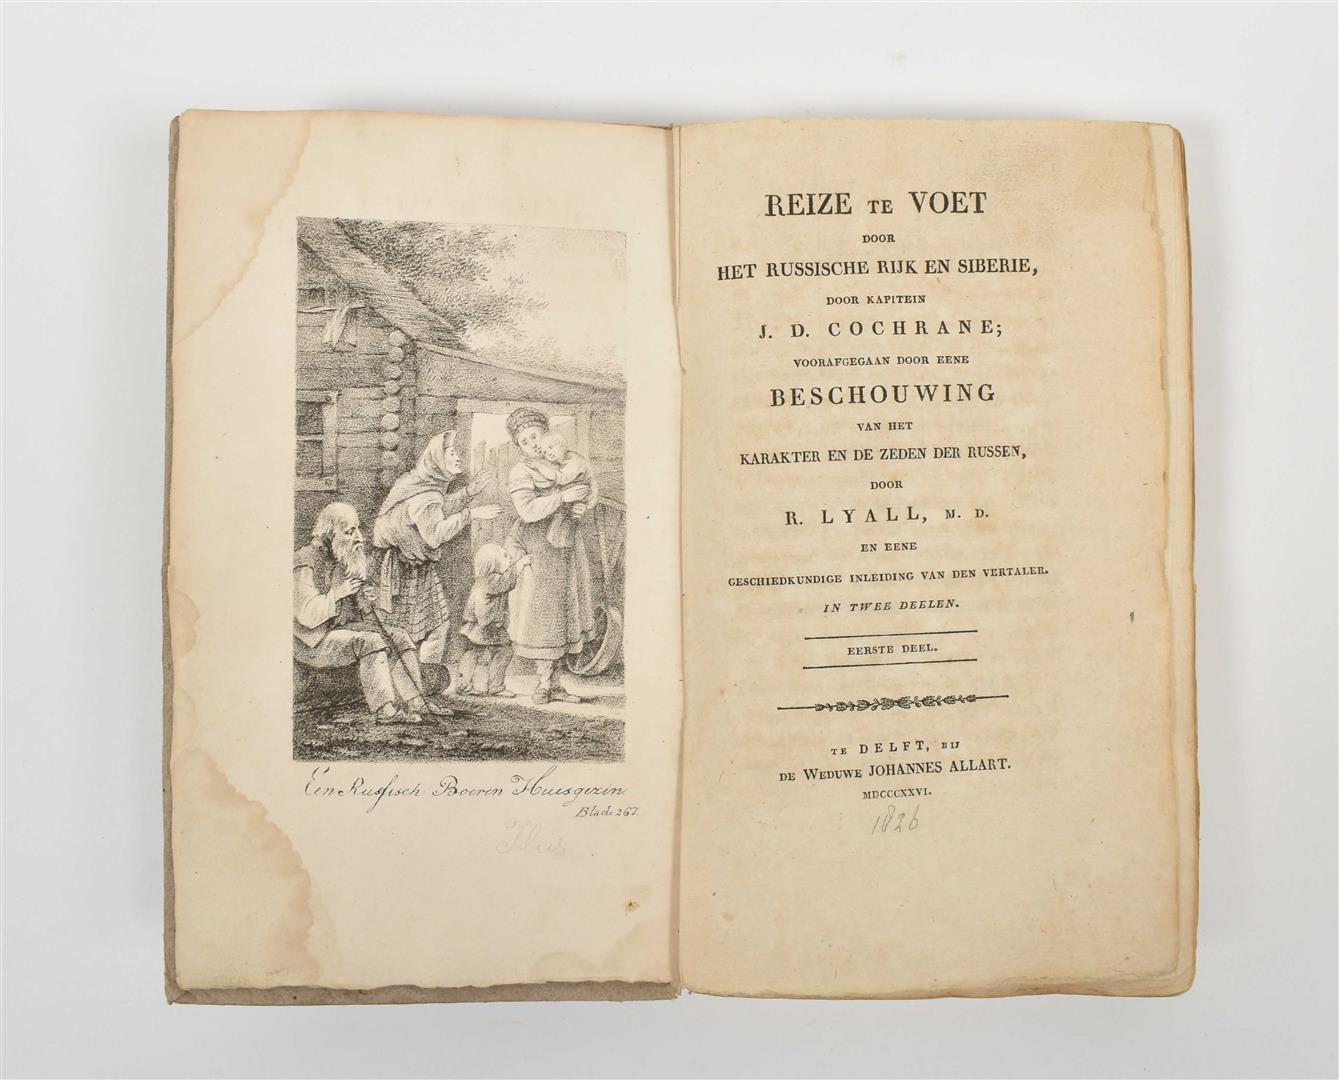 Een Russisch Boeren Huisgezin
Bladz. 267.
REIZE TE VOET
DOOR
HET RUSSISCHE RIJK EN SIBERIE,
DOOR KAPITEIN
J. D. COCHRANE;
VOORAFGEGAAN DOOR EENE
BESCHOUWING
VAN HET
KARAKTER EN DE ZEDEN DER RUSSEN,
DOOR
R. LYALL, M. D.
EN EENE
GESCHIEDKUNDIGE INLEIDING VAN DEN VERTALER.
IN TWEE DEELEN.
EERSTE DEEL.
TE DELFT, BIJ
DE WEDUWE JOHANNES ALLART.
MDCCCXXVI.
1826